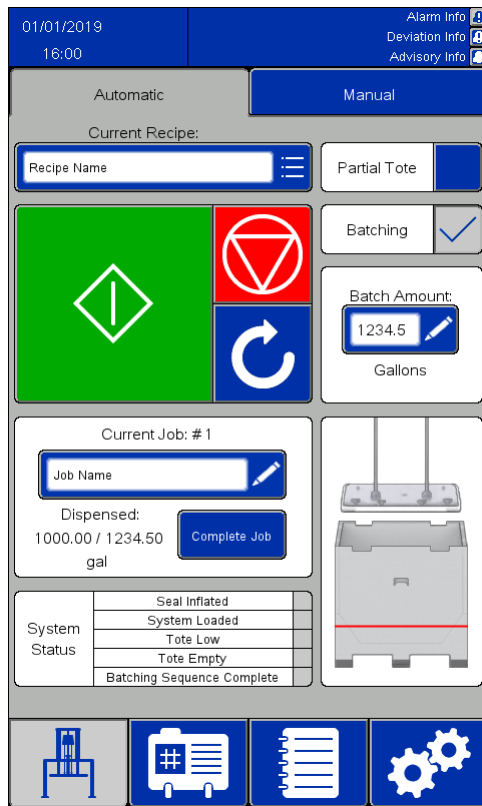 01/01/2019
16:00
Alarm Info
Deviation Info
Advisory Info
Automatic
Manual
Current Recipe:
Recipe Name
Partial Tote
Batching
Batch Amount:
1234.5
Gallons
Current Job: #1
Job Name
Dispensed:
1000.00 / 1234.50
gal
Complete Job
System
Status
Seal Inflated
System Loaded
Tote Low
Tote Empty
Batching Sequence Complete
#